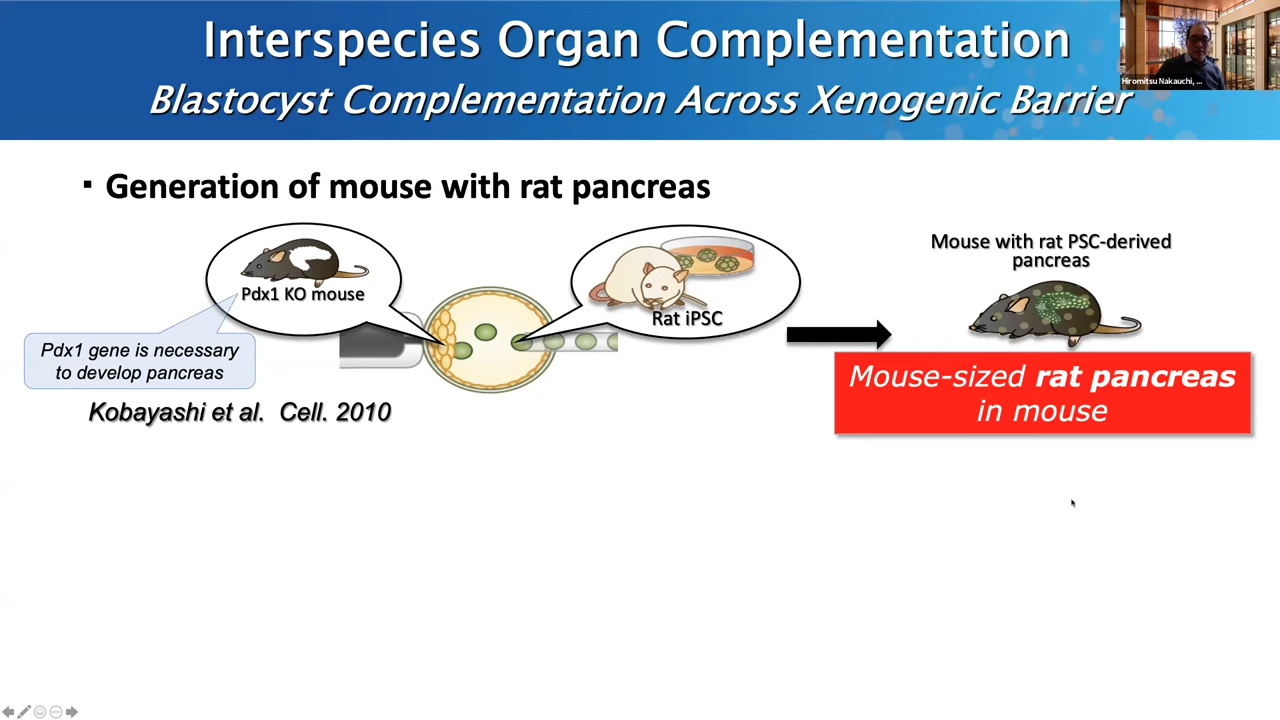 Interspecies Organ Complementation
Blastocyst Complementation Across Xenogenic Barrier
Hiromitsu Nakauchi, ...
▪ Generation of mouse with rat pancreas
Pdx1 KO mouse
Rat iPSC
Mouse with rat PSC-derived
pancreas
Pdx1 gene is necessary
to develop pancreas
Mouse-sized rat pancreas
in mouse
Kobayashi et al. Cell. 2010